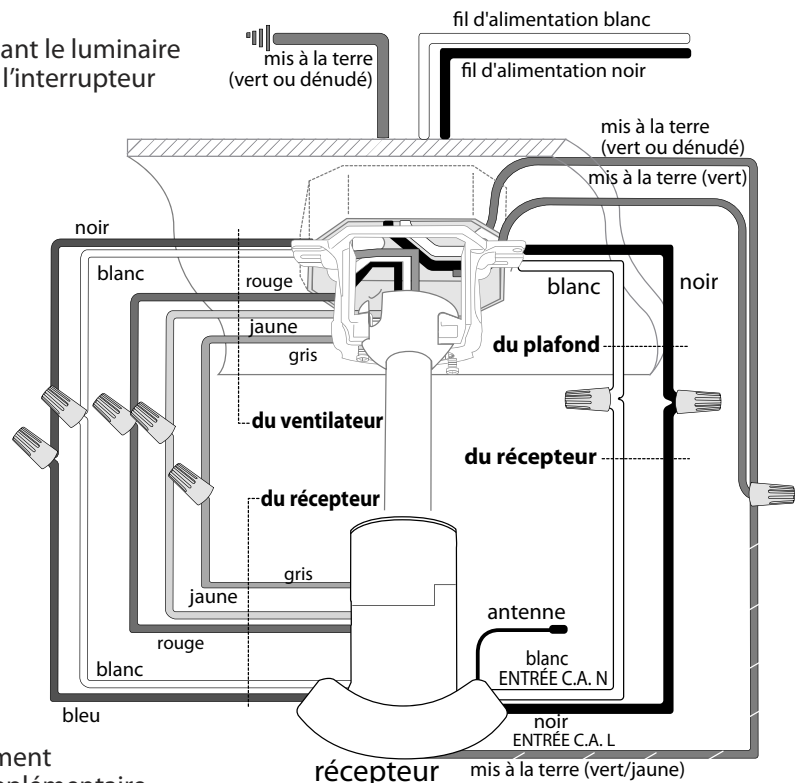 fil d'alimentation blanc
ant le luminaire
l'interrupteur
mis à la terre
(vert ou dénudé)
fil d'alimentation noir
mis à la terre
(vert ou dénudé)
mis à la terre (vert)
noir
blanc
rouge
jaune
gris
blanc
noir
du plafond
du ventilateur
du récepteur
du récepteur
gris
jaune
rouge
blanc
bleu
antenne
blanc
ENTRÉE C.A. N
noir
ENTRÉE C.A. L
ment
récepteur
mis à la terre (vert/jaune)